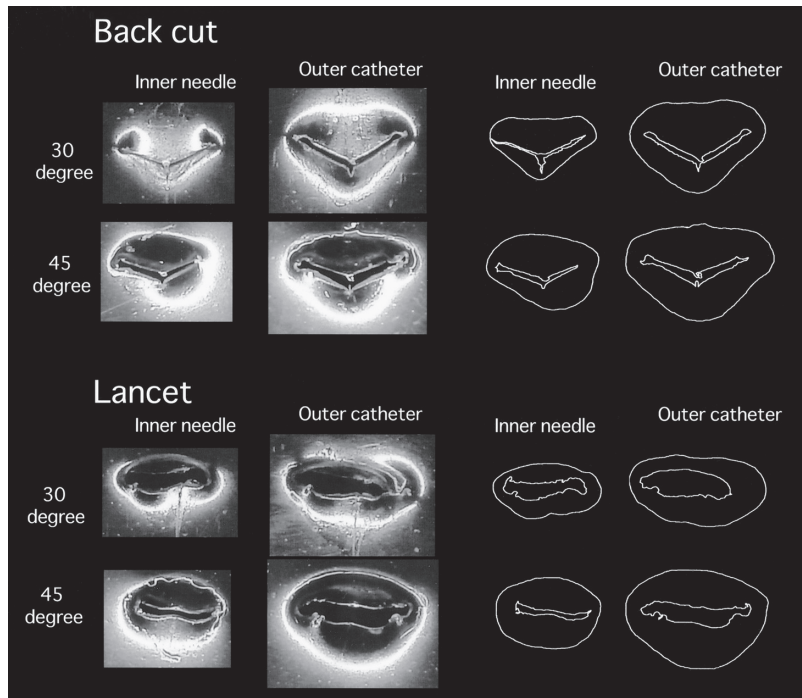 Back cut
Inner needle
Outer catheter
Inner needle
Outer catheter
30
degree
45
degree
Lancet
Inner needle
Outer catheter
Inner needle
Outer catheter
30
degree
45
degree